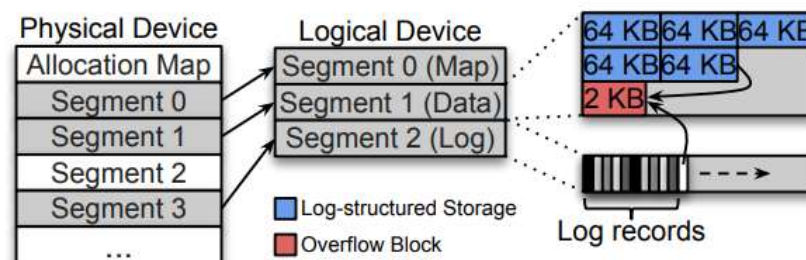 Physical Device
Allocation Map
Segment 0
Segment 1
Segment 2
Segment 3
...
Logical Device
Segment 0 (Map)
Segment 1 (Data)
Segment 2 (Log)
Log-structured Storage
Overflow Block
64 KB 64 KB 64 KB
64 KB 64 KB
2 KB
Log records